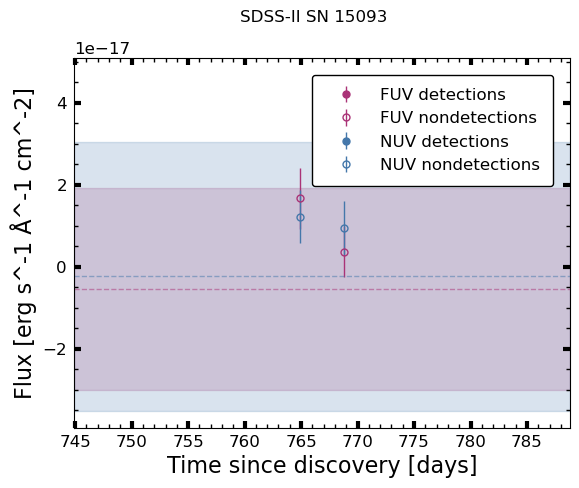 SDSS-II SN 15093
1e−17
FUV detections
FUV nondetections
NUV detections
NUV nondetections
4
2
0
−2
Flux [erg s^-1 Å^-1 cm^-2]
745 750 755 760 765 770 775 780 785
Time since discovery [days]